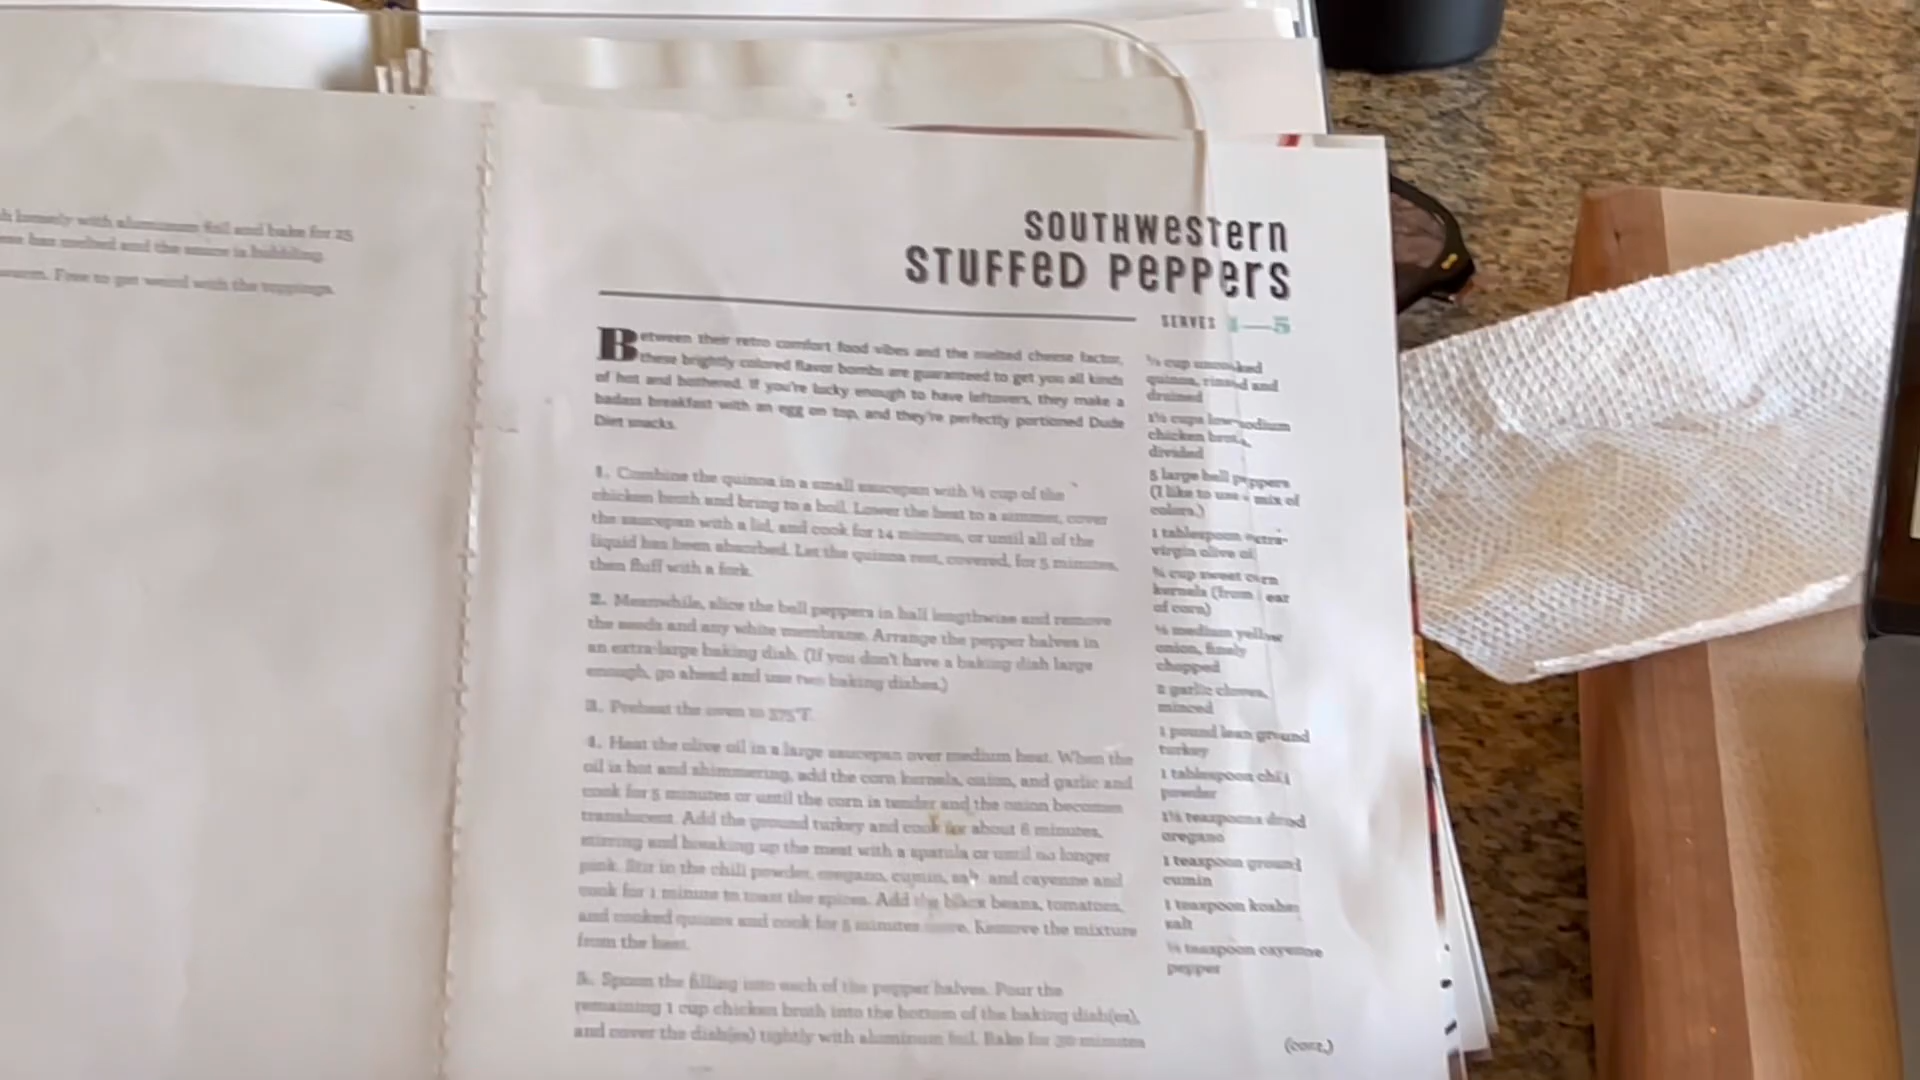 h loosely with aluminum foil and bake for 25
has melted and the sauce is bubbling.
warm. Free to get weird with the toppings.
SOUTHWESTern
STUFFED PEPPERS
SERVES 4—5
Between their retro comfort food vibes and the melted cheese factor,
these brightly colored flavor bombs are guaranteed to get you all kinds
of hot and bothered. If you're lucky enough to have leftovers, they make a
badass breakfast with an egg on top, and they're perfectly portioned Dude
Diet snacks.
1. Combine the quinoa in a small saucepan with ½ cup of the
chicken broth and bring to a boil. Lower the heat to a simmer, cover
the saucepan with a lid, and cook for 14 minutes, or until all of the
liquid has been absorbed. Let the quinoa rest, covered, for 5 minutes,
then fluff with a fork.
2. Meanwhile, slice the bell peppers in half lengthwise and remove
the seeds and any white membrane. Arrange the pepper halves in
an extra-large baking dish. (If you don't have a baking dish large
enough, go ahead and use two baking dishes.)
3. Preheat the oven to 375°F.
4. Heat the olive oil in a large saucepan over medium heat. When the
oil is hot and shimmering, add the corn kernels, onion, and garlic and
cook for 5 minutes or until the corn is tender and the onion becomes
translucent. Add the ground turkey and cook for about 6 minutes,
stirring and breaking up the meat with a spatula or until no longer
pink. Stir in the chili powder, oregano, cumin, salt, and cayenne and
cook for 1 minute to toast the spices. Add the black beans, tomatoes,
and cooked quinoa and cook for 5 minutes more. Remove the mixture
from the heat.
5. Spoon the filling into each of the pepper halves. Pour the
remaining 1 cup chicken broth into the bottom of the baking dish(es),
and cover the dish(es) tightly with aluminum foil. Bake for 30 minutes
cup uncooked
quinoa, rinsed and
drained
1½ cups low-sodium
chicken broth,
divided
5 large bell peppers
(I like to use a mix of
colors.)
1 tablespoon extra-
virgin olive oil
¾ cup sweet corn
kernels (from 1 ear
of corn)
½ medium yellow
onion, finely
chopped
2 garlic cloves,
minced
1 pound lean ground
turkey
1 tablespoon chili
powder
1½ teaspoons dried
oregano
1 teaspoon ground
cumin
1 teaspoon kosher
salt
¼ teaspoon cayenne
pepper
(cont.)